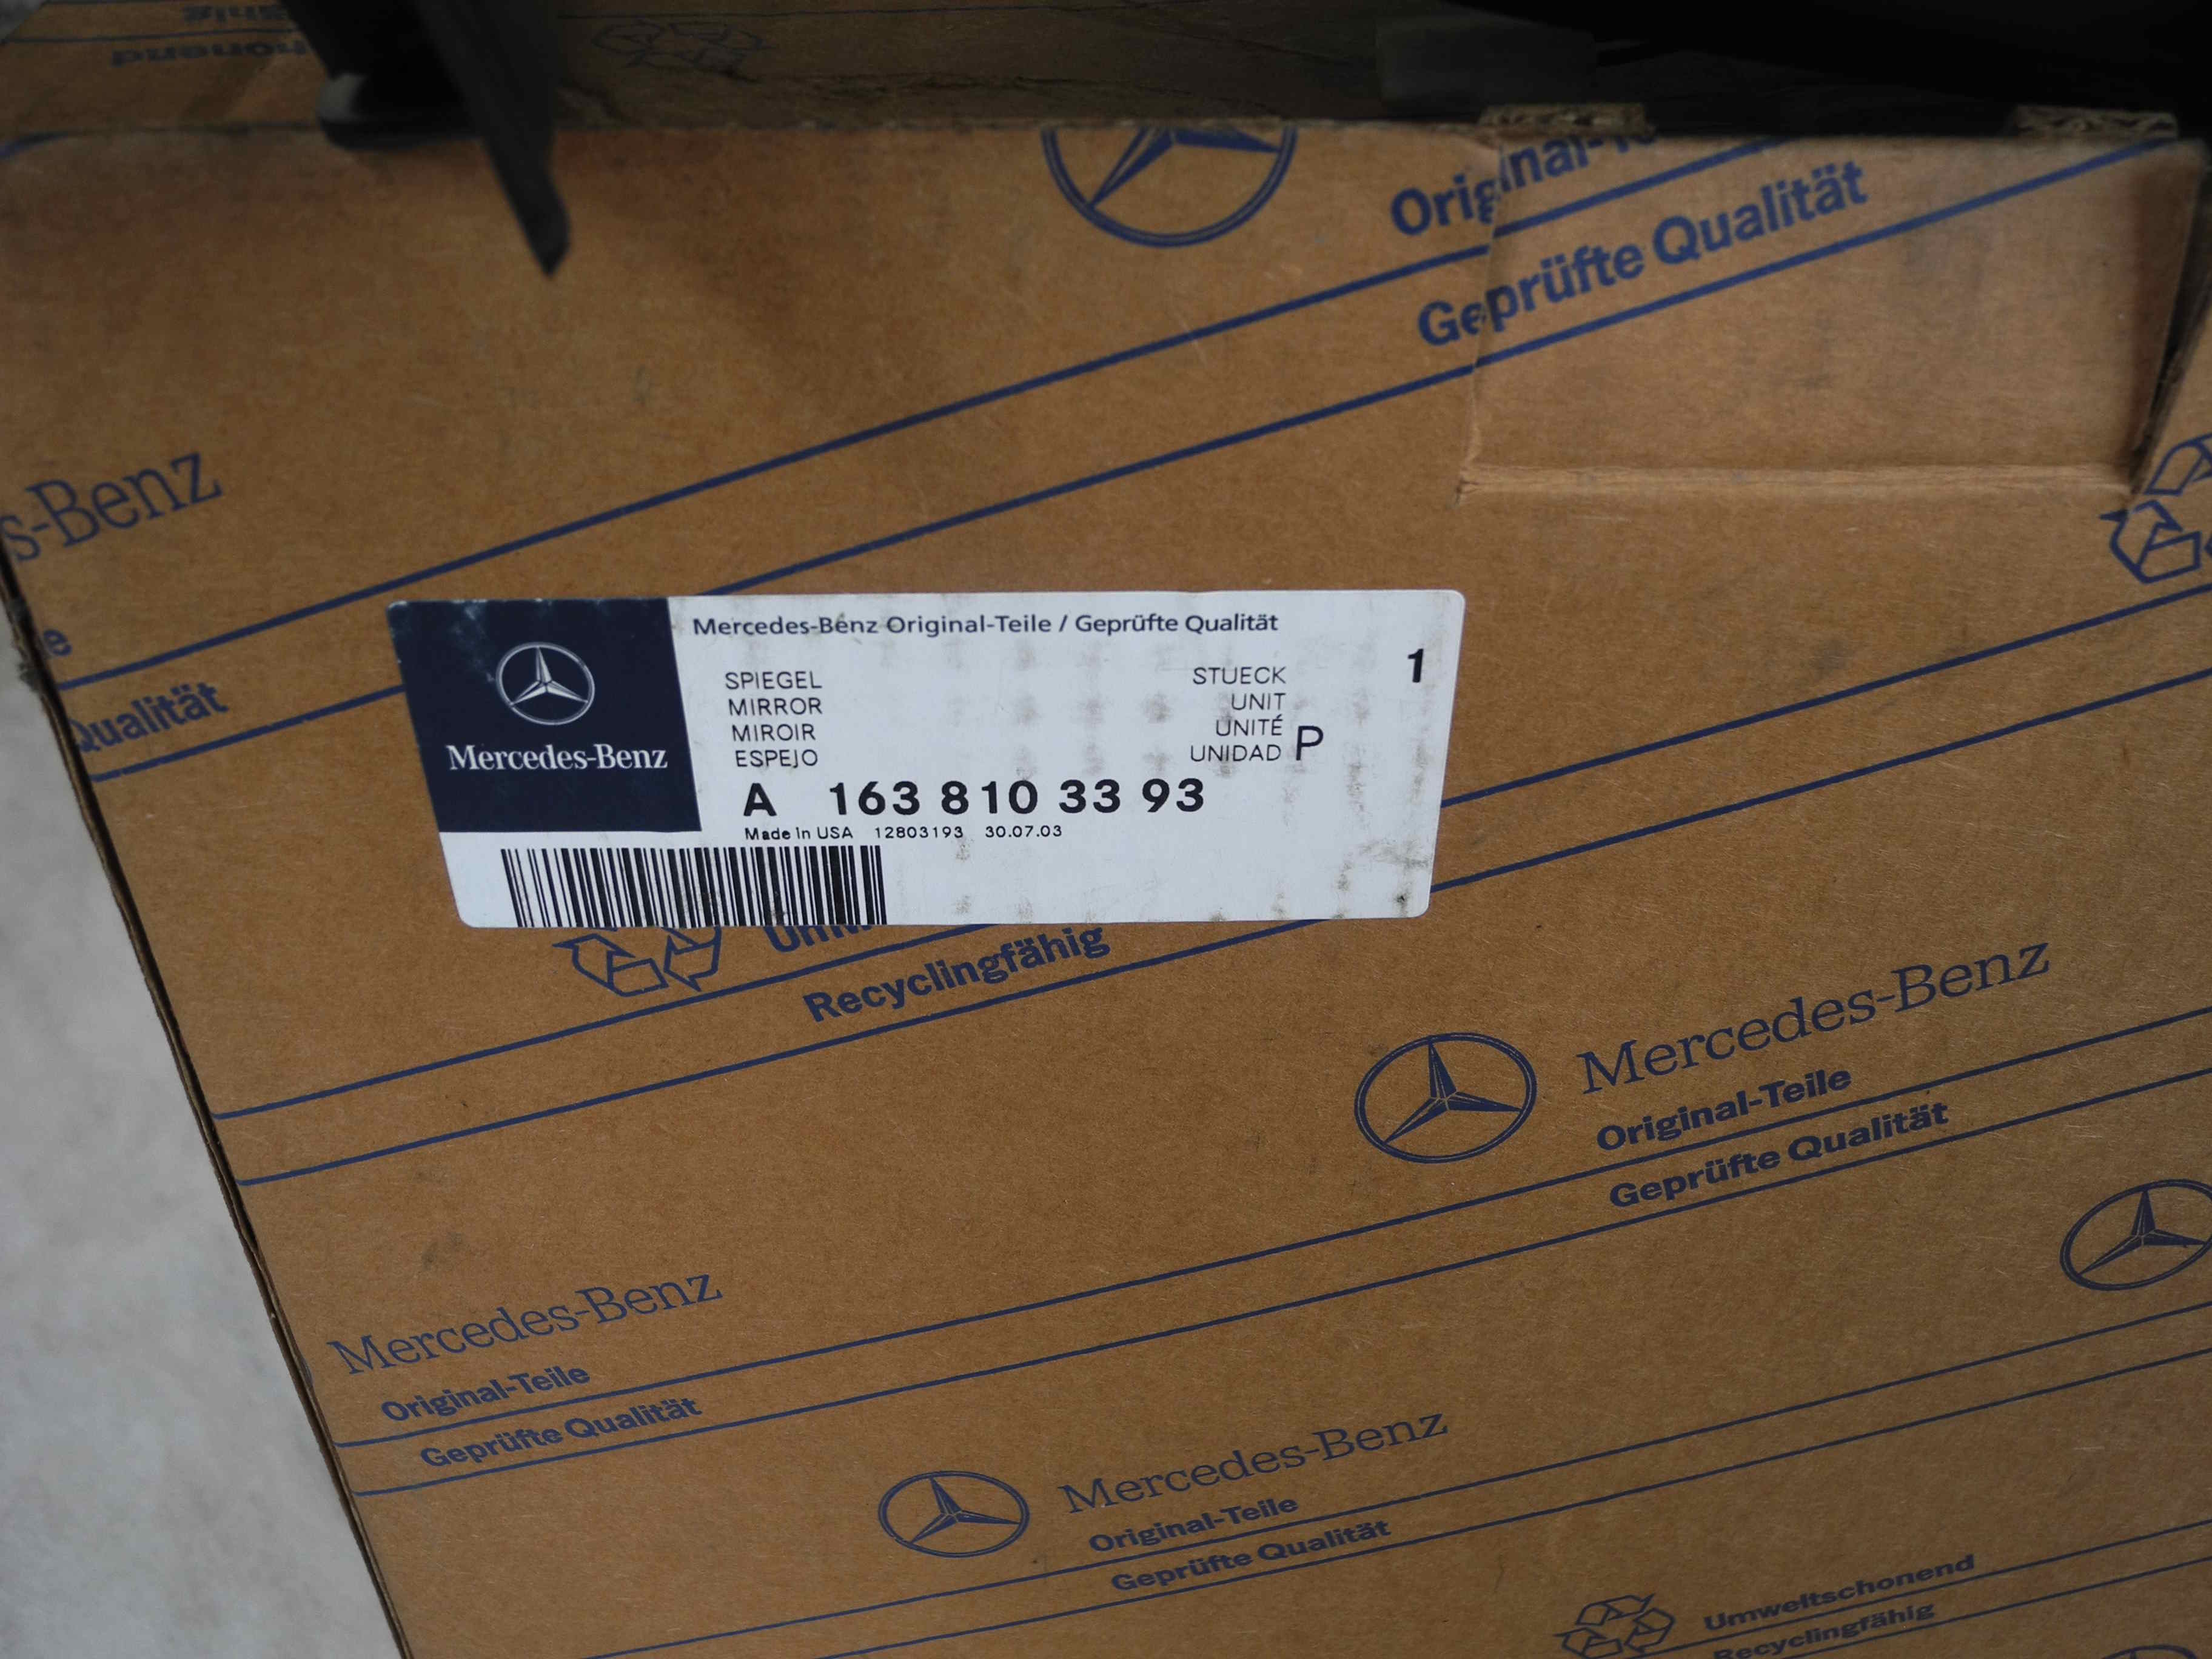 Original-Te
Geprüfte Qualität
s-Benz
e
Qualität
Mercedes-Benz
Mercedes-Benz Original-Teile / Geprüfte Qualität
SPIEGEL STUECK 1
MIRROR UNIT
MIROIR UNITÉ
ESPEJO UNIDAD P
A 163 810 33 93
Made in USA 12803193 30.07.03
Recyclingfähig
Mercedes-Benz
Original-Teile
Geprüfte Qualität
Mercedes-Benz
Original-Teile
Geprüfte Qualität
Mercedes-Benz
Original-Teile
Geprüfte Qualität
Umweltschonend
Recyclingfähig